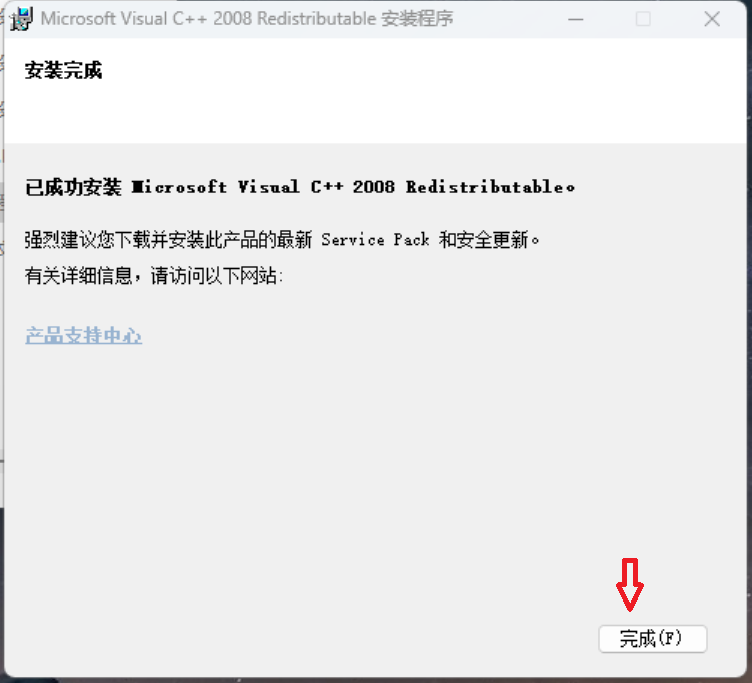 Microsoft Visual C++ 2008 Redistributable 安装程序
安装完成
已成功安装 Microsoft Visual C++ 2008 Redistributable。
强烈建议您下载并安装此产品的最新 Service Pack 和安全更新。
有关详细信息，请访问以下网站:
产品支持中心
完成(F)